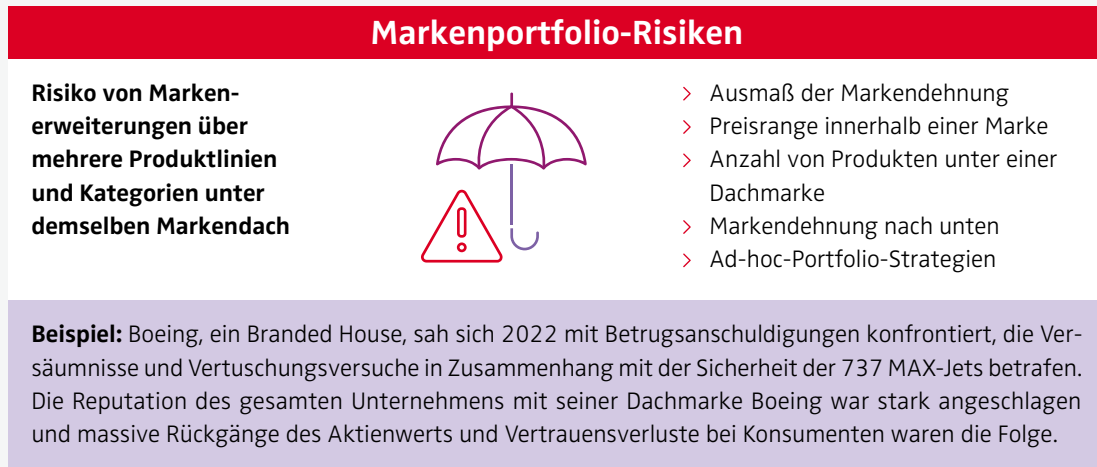 Markenportfolio-Risiken
Risiko von Marken-
erweiterungen über
mehrere Produktlinien
und Kategorien unter
demselben Markendach
> Ausmaß der Markendehnung
> Preisrange innerhalb einer Marke
> Anzahl von Produkten unter einer
Dachmarke
> Markendehnung nach unten
> Ad-hoc-Portfolio-Strategien
Beispiel: Boeing, ein Branded House, sah sich 2022 mit Betrugsanschuldigungen konfrontiert, die Ver-
säumnisse und Vertuschungsversuche in Zusammenhang mit der Sicherheit der 737 MAX-Jets betrafen.
Die Reputation des gesamten Unternehmens mit seiner Dachmarke Boeing war stark angeschlagen
und massive Rückgänge des Aktienwerts und Vertrauensverluste bei Konsumenten waren die Folge.